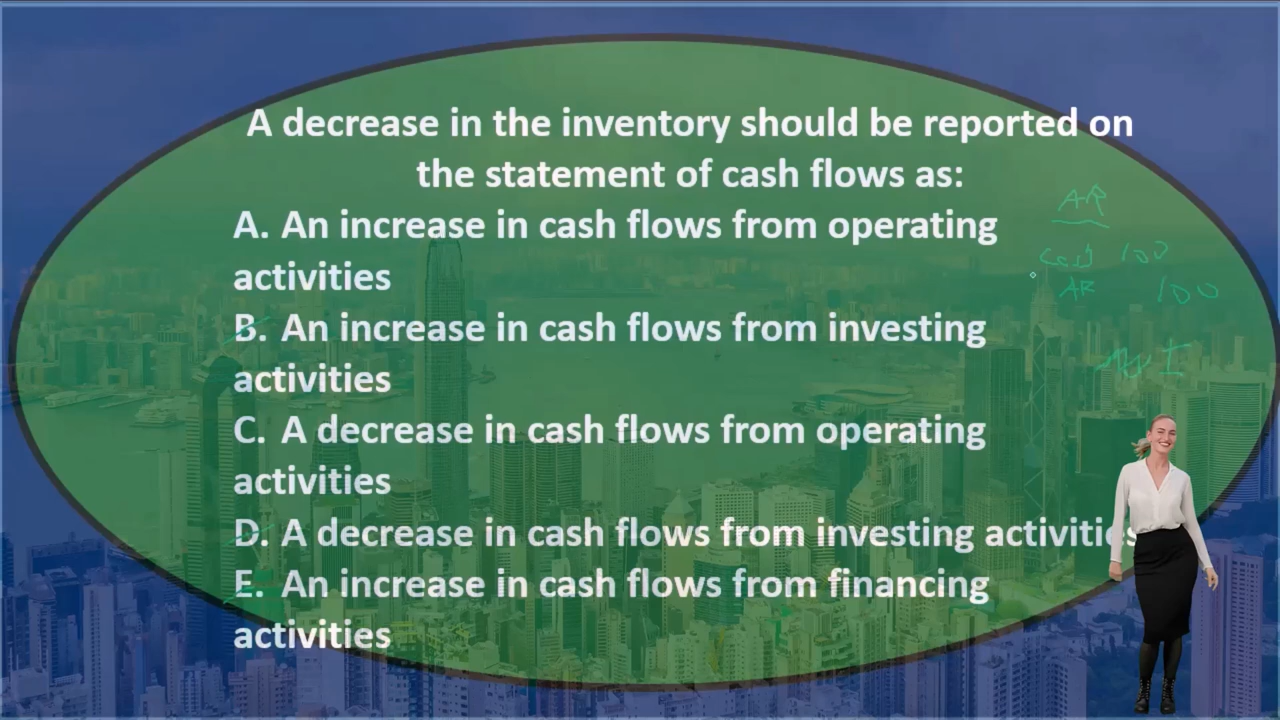 A decrease in the inventory should be reported on
the statement of cash flows as:
A. An increase in cash flows from operating
activities
B. An increase in cash flows from investing
activities
C. A decrease in cash flows from operating
activities
D. A decrease in cash flows from investing activities
E. An increase in cash flows from financing
activities
AR
Cash 100
AR 100